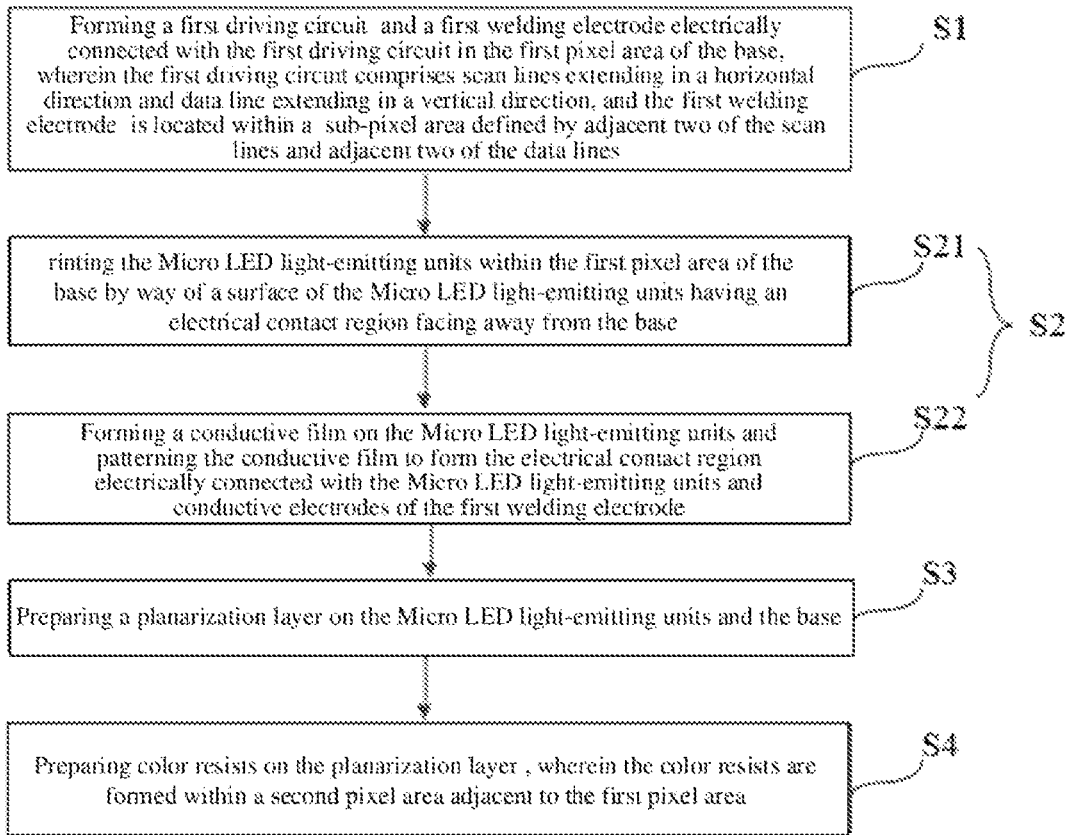 Forming a first driving circuit and a first welding electrode electrically
connected with the first driving circuit in the first pixel area of the base,
wherein the first driving circuit comprises scan lines extending in a horizontal
direction and data line extending in a vertical direction, and the first welding
electrode is located within a sub-pixel area defined by adjacent two of the scan
lines and adjacent two of the data lines
S1
rinting the Micro LED light-emitting units within the first pixel area of the
base by way of a surface of the Micro LED light-emitting units having an
electrical contact region facing away from the base
S21
S2
Forming a conductive film on the Micro LED light-emitting units and
patterning the conductive film to form the electrical contact region
electrically connected with the Micro LED light-emitting units and
conductive electrodes of the first welding electrode
S22
Preparing a planarization layer on the Micro LED light-emitting units and the base
S3
Preparing color resists on the planarization layer , wherein the color resists are
formed within a second pixel area adjacent to the first pixel area
S4